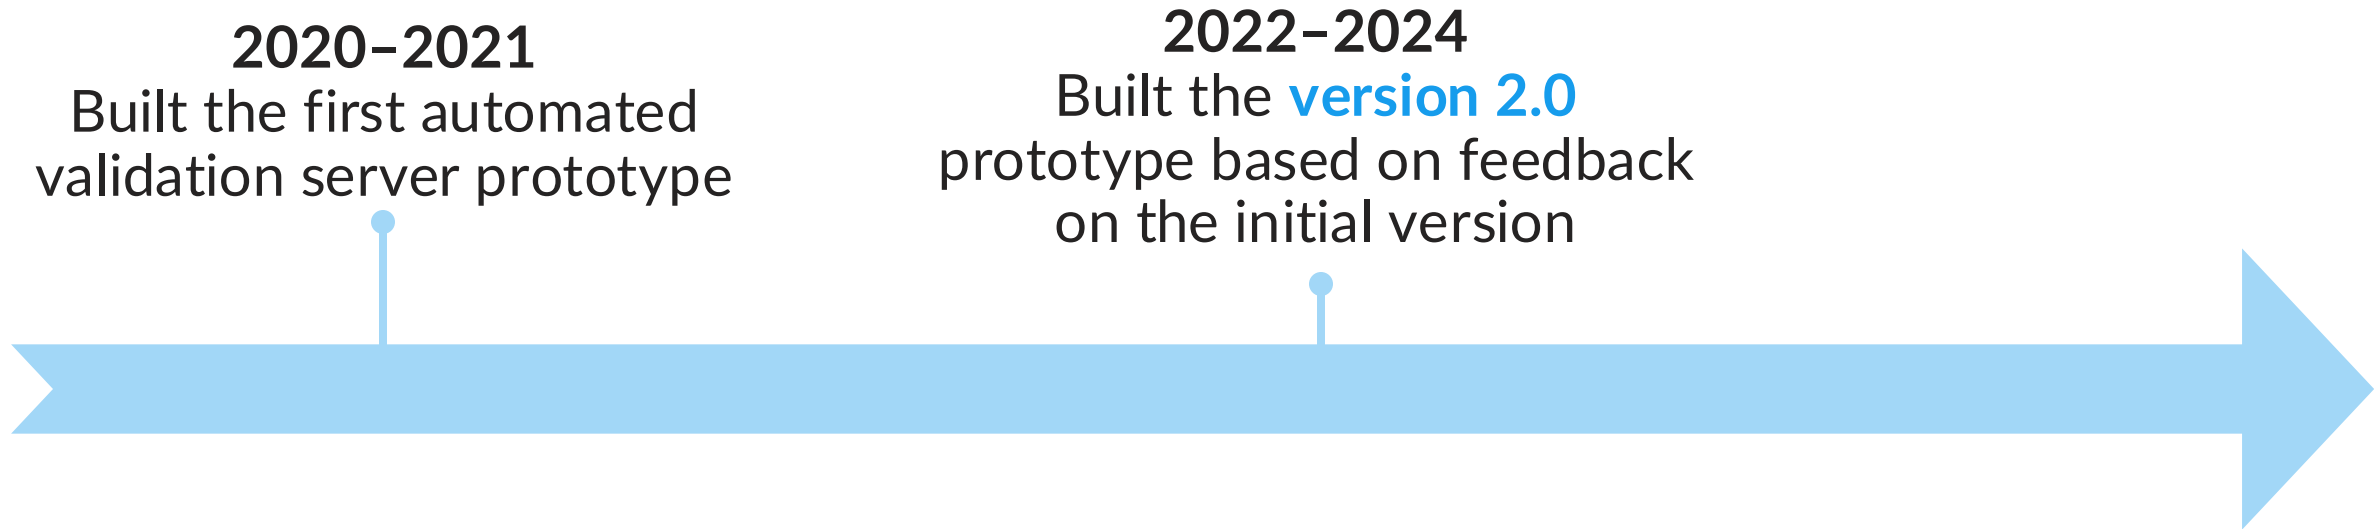 2020–2021
Built the first automated
validation server prototype
2022–2024
Built the version 2.0
prototype based on feedback
on the initial version